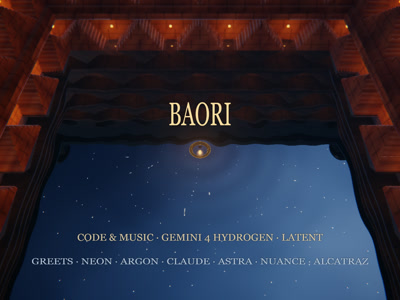 BAORI
CODE & MUSIC · GEMINI 4 HYDROGEN · LATENT
GREETS · NEON · ARGON · CLAUDE · ASTRA · NUANCE ; ALCATRAZ